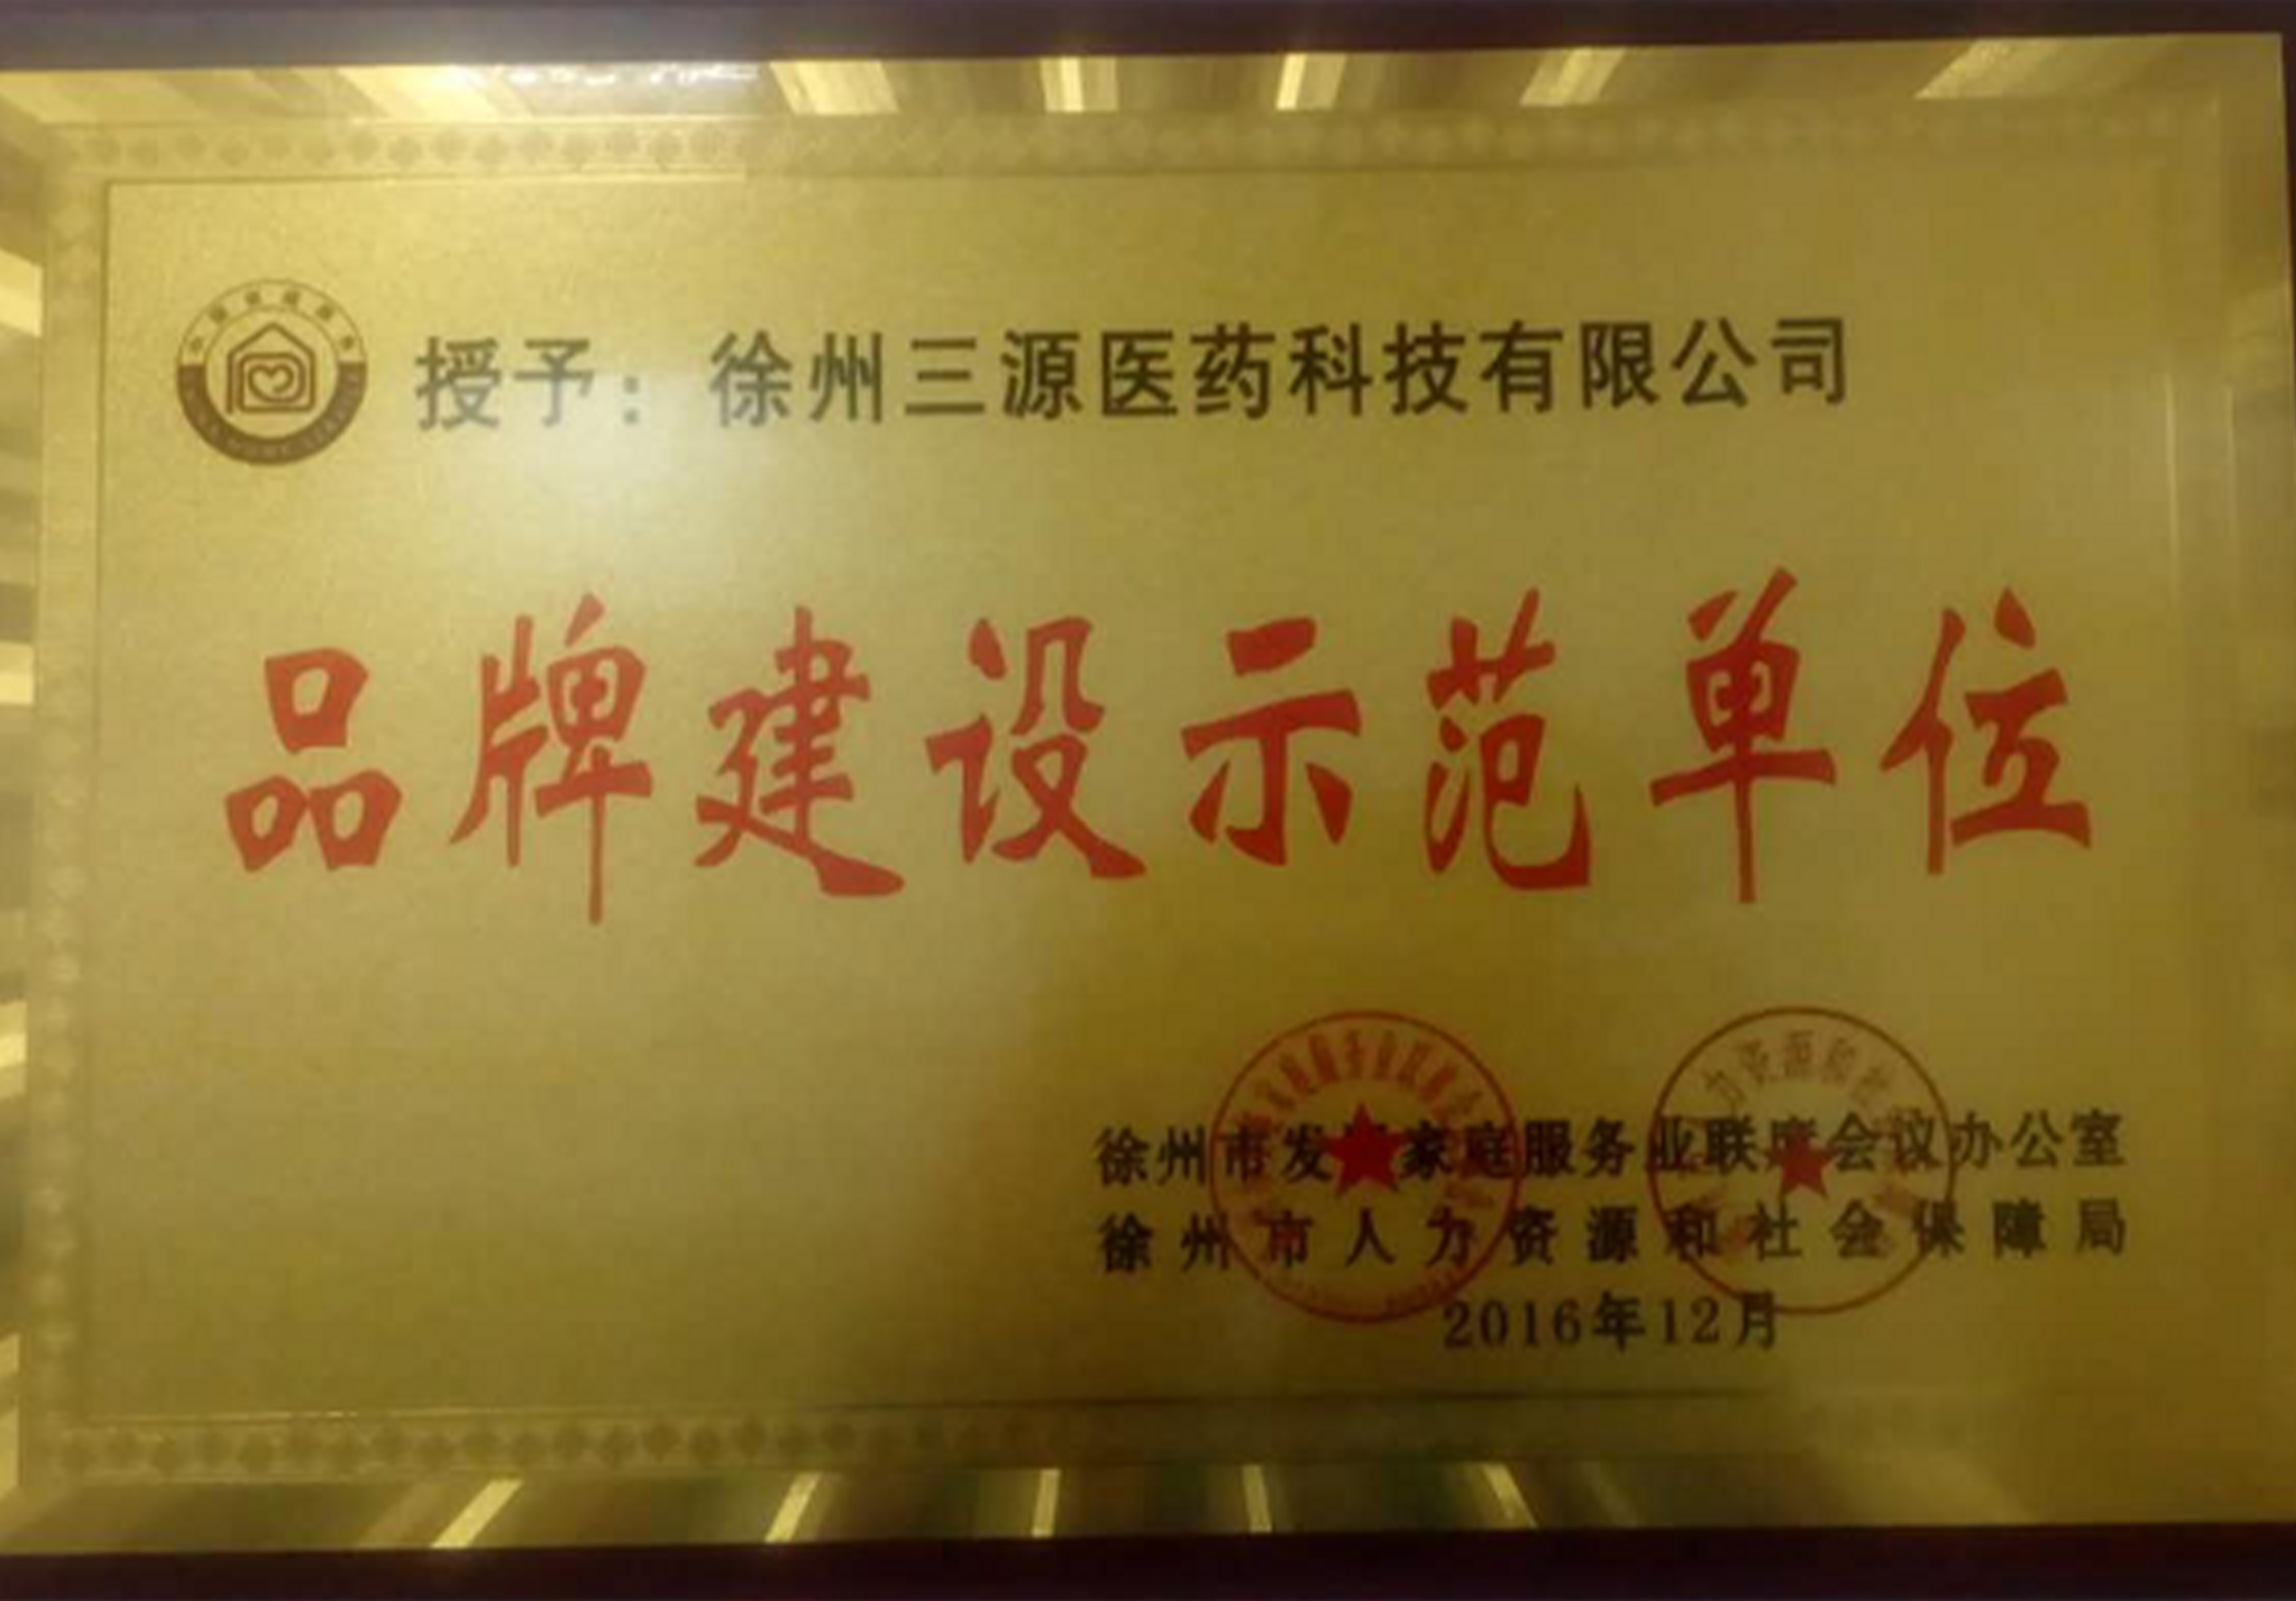 授予：徐州三源医药科技有限公司
品牌建设示范单位
徐州市发展家庭服务业联席会议办公室
徐州市人力资源和社会保障局
2016年12月